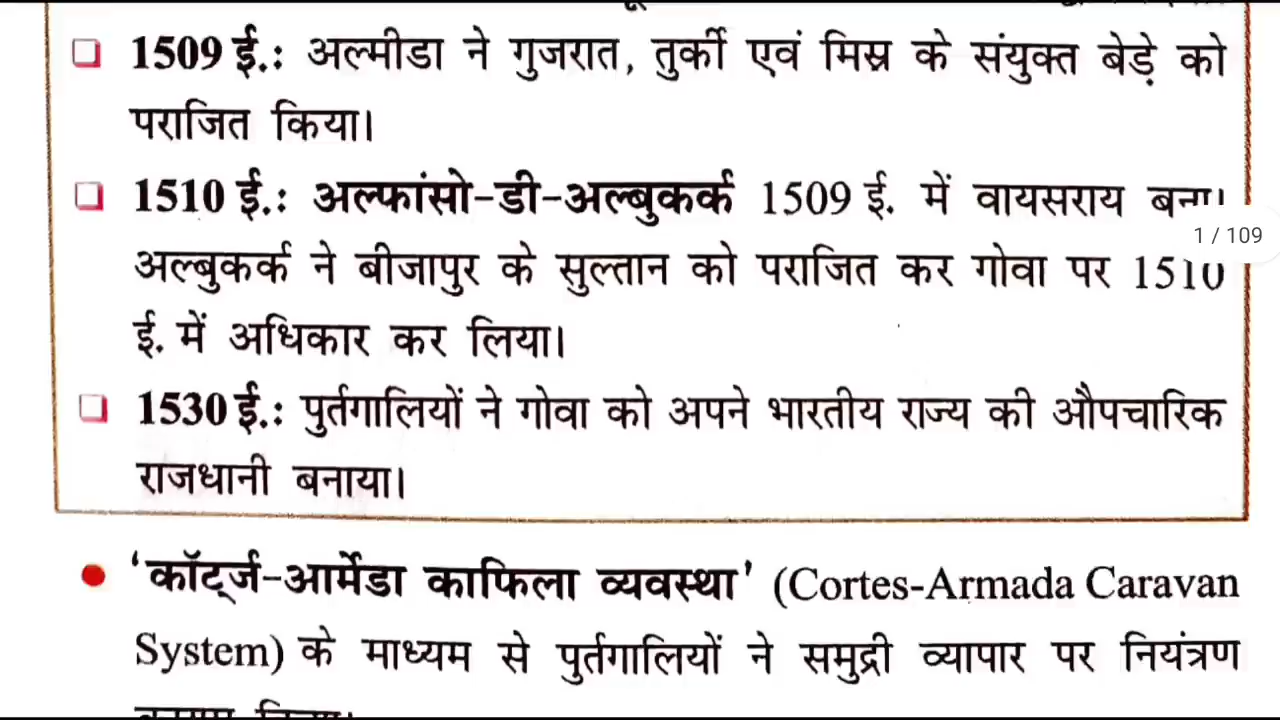 1509 ई.: अल्मीडा ने गुजरात, तुर्की एवं मिस्र के संयुक्त बेड़े को
पराजित किया।
1510 ई.: अल्फांसो-डी-अल्बुकर्क 1509 ई. में वायसराय बना।
1 / 109
अल्बुकर्क ने बीजापुर के सुल्तान को पराजित कर गोवा पर 1510
ई. में अधिकार कर लिया।
1530 ई.: पुर्तगालियों ने गोवा को अपने भारतीय राज्य की औपचारिक
राजधानी बनाया।
'कॉर्ट्ज-आर्मेडा काफिला व्यवस्था' (Cortes-Armada Caravan
System) के माध्यम से पुर्तगालियों ने समुद्री व्यापार पर नियंत्रण